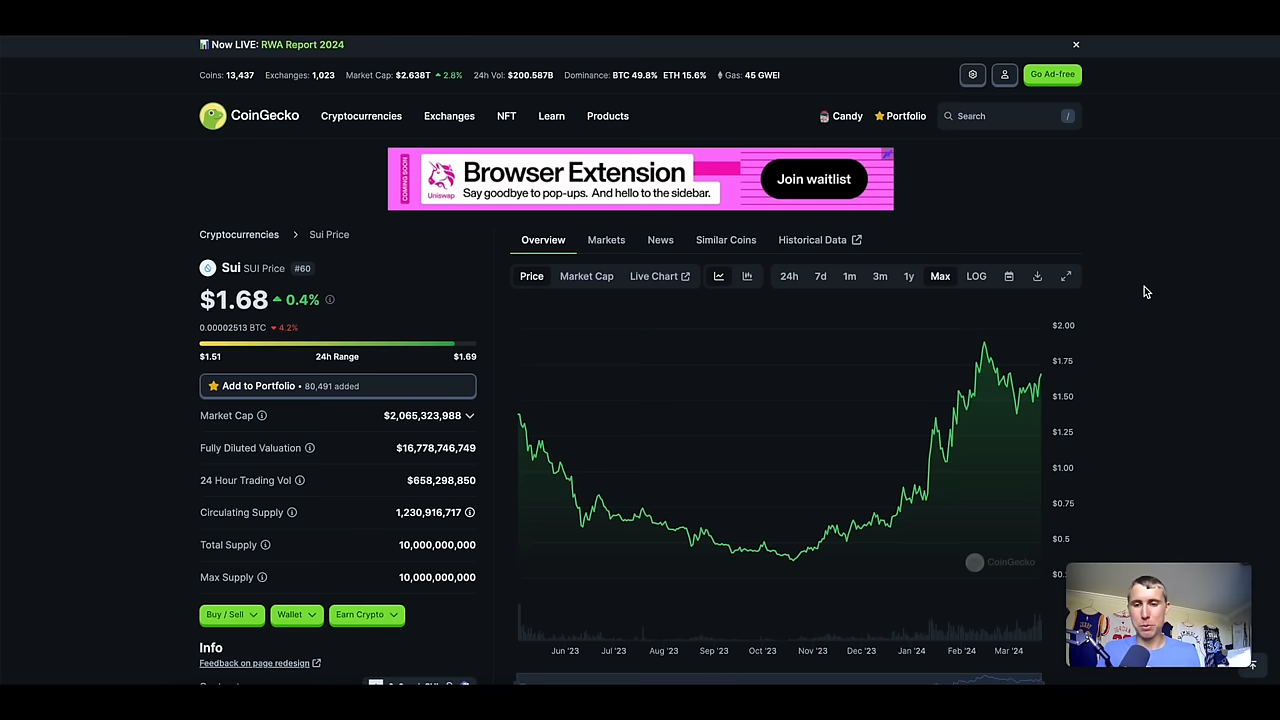 Now LIVE: RWA Report 2024
Coins: 13,437 Exchanges: 1,023 Market Cap: $2.638T 2.8% 24h Vol: $200.587B Dominance: BTC 49.8% ETH 15.6% Gas: 45 GWEI
Go Ad-free
CoinGecko Cryptocurrencies Exchanges NFT Learn Products Candy Portfolio Search /
COMING SOON
Uniswap
Browser Extension
Say goodbye to pop-ups. And hello to the sidebar.
Join waitlist
Cryptocurrencies > Sui Price
Sui SUI Price #60
$1.68 0.4%
0.00002513 BTC 4.2%
$1.51 24h Range $1.69
Add to Portfolio • 80,491 added
Market Cap $2,065,323,988
Fully Diluted Valuation $16,778,746,749
24 Hour Trading Vol $658,298,850
Circulating Supply 1,230,916,717
Total Supply 10,000,000,000
Max Supply 10,000,000,000
Buy / Sell Wallet Earn Crypto
Info
Feedback on page redesign
Overview Markets News Similar Coins Historical Data
Price Market Cap Live Chart 24h 7d 1m 3m 1y Max LOG
$2.00
$1.75
$1.50
$1.25
$1.00
$0.75
$0.5
CoinGecko
Jun '23 Jul '23 Aug '23 Sep '23 Oct '23 Nov '23 Dec '23 Jan '24 Feb '24 Mar '24